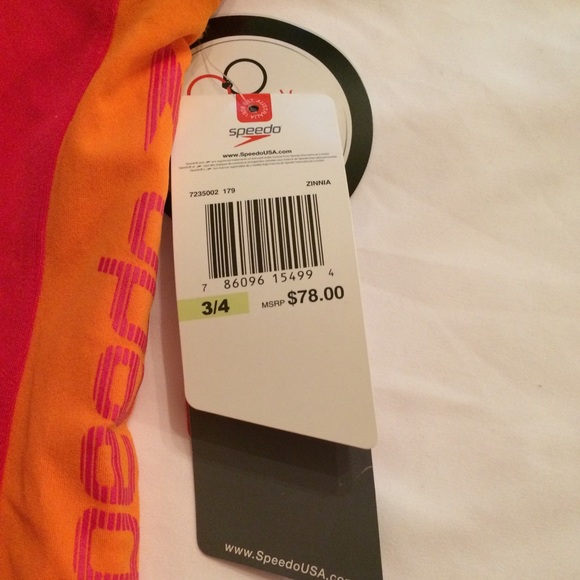 speedo
www.SpeedoUSA.com
7235002 179 ZINNIA
7 86096 15499 4
3/4 MSRP $78.00
www.SpeedoUSA.com
speedo